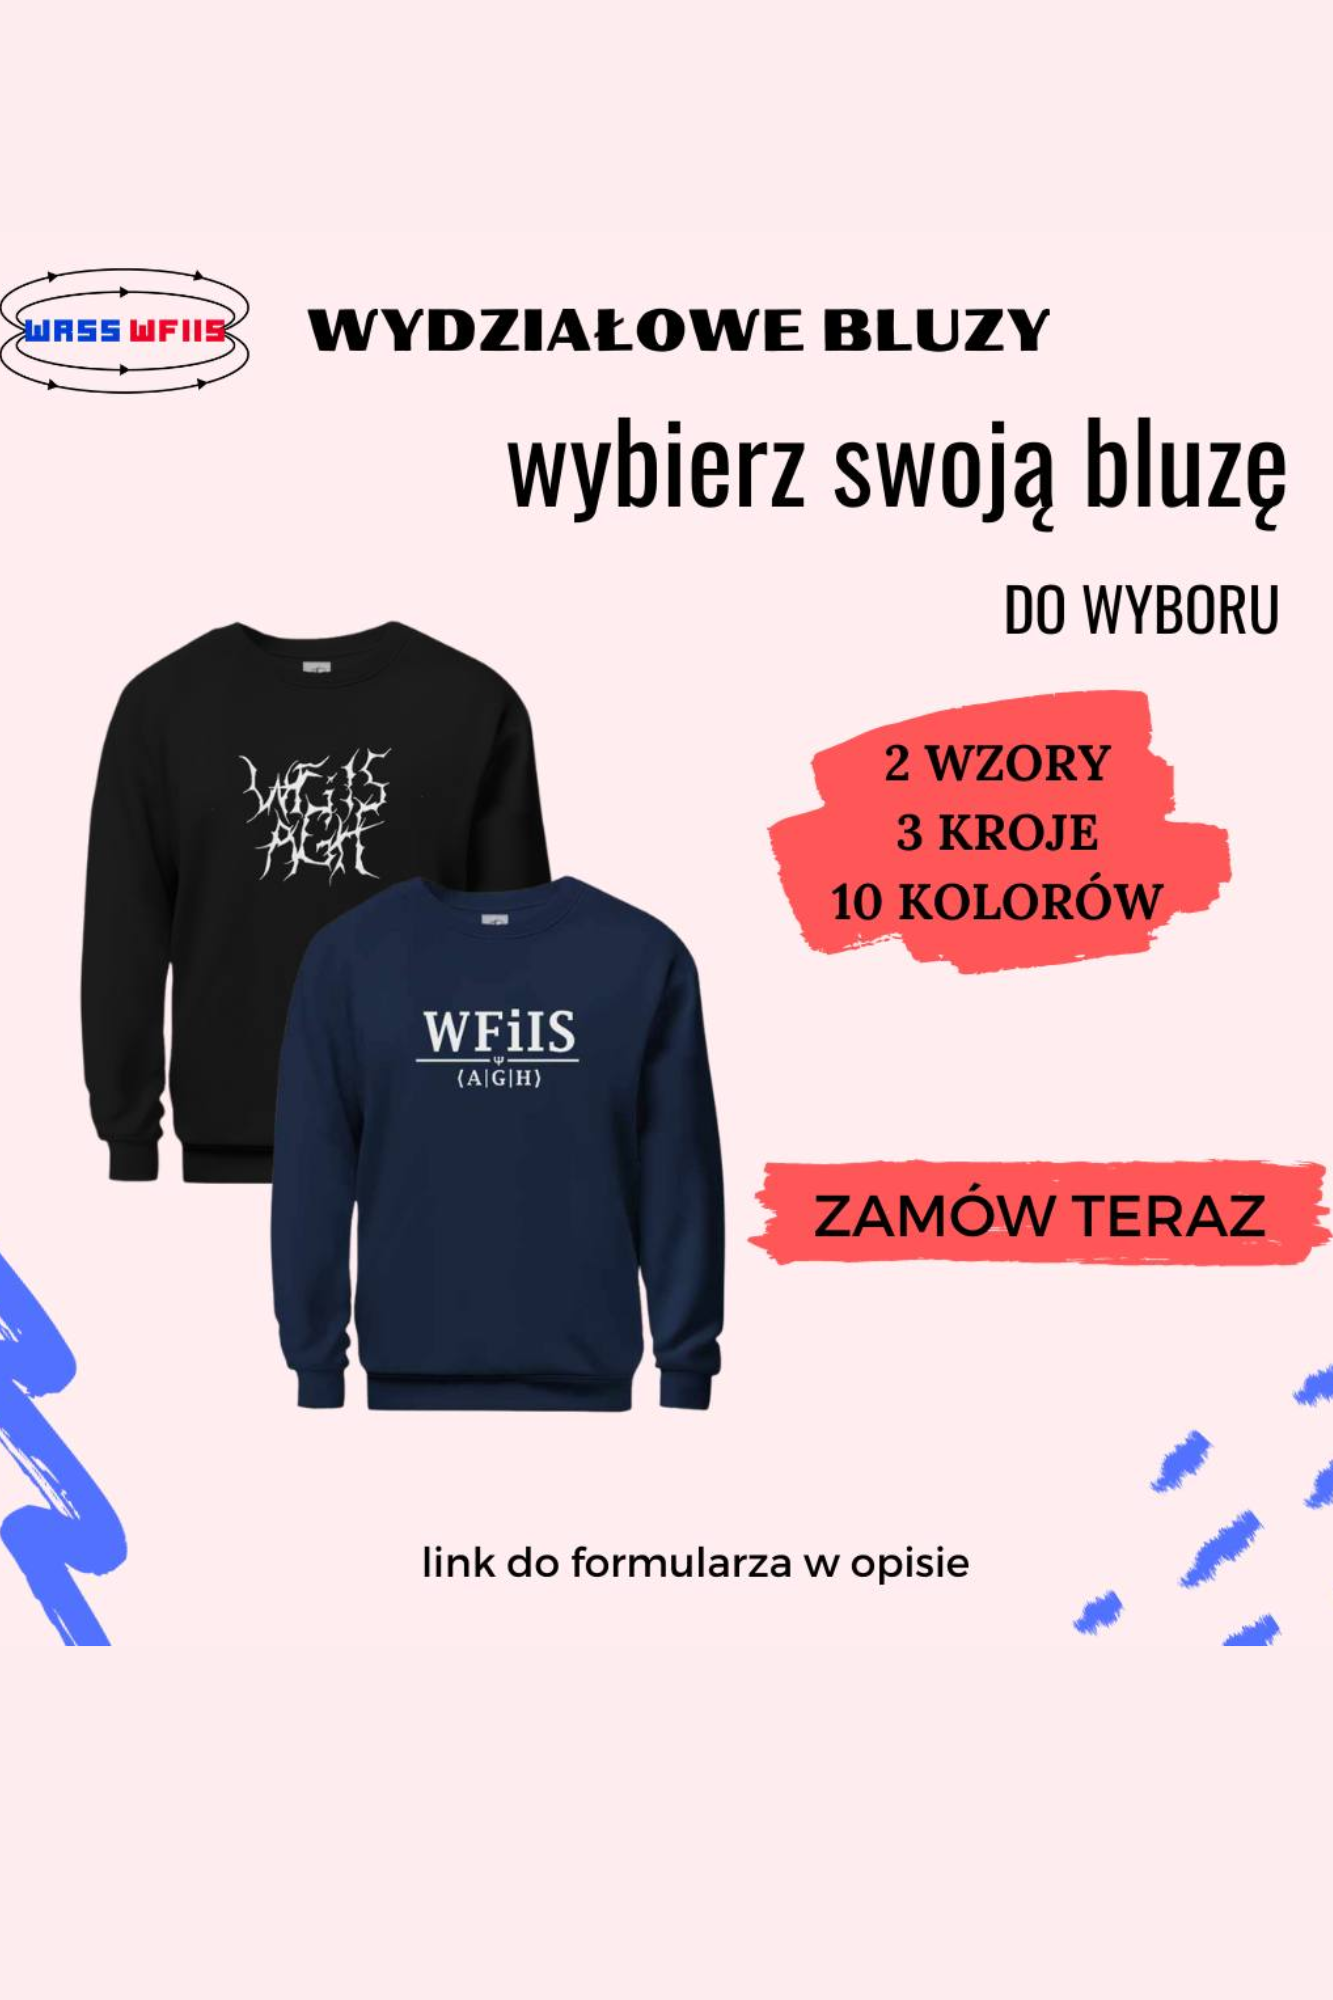 WRSS WFIIS
WYDZIAŁOWE BLUZY
wybierz swoją bluzę
DO WYBORU
2 WZORY
3 KROJE
10 KOLORÓW
WFiIS
AGH
WFiIS
ψ
⟨A|G|H⟩
ZAMÓW TERAZ
link do formularza w opisie